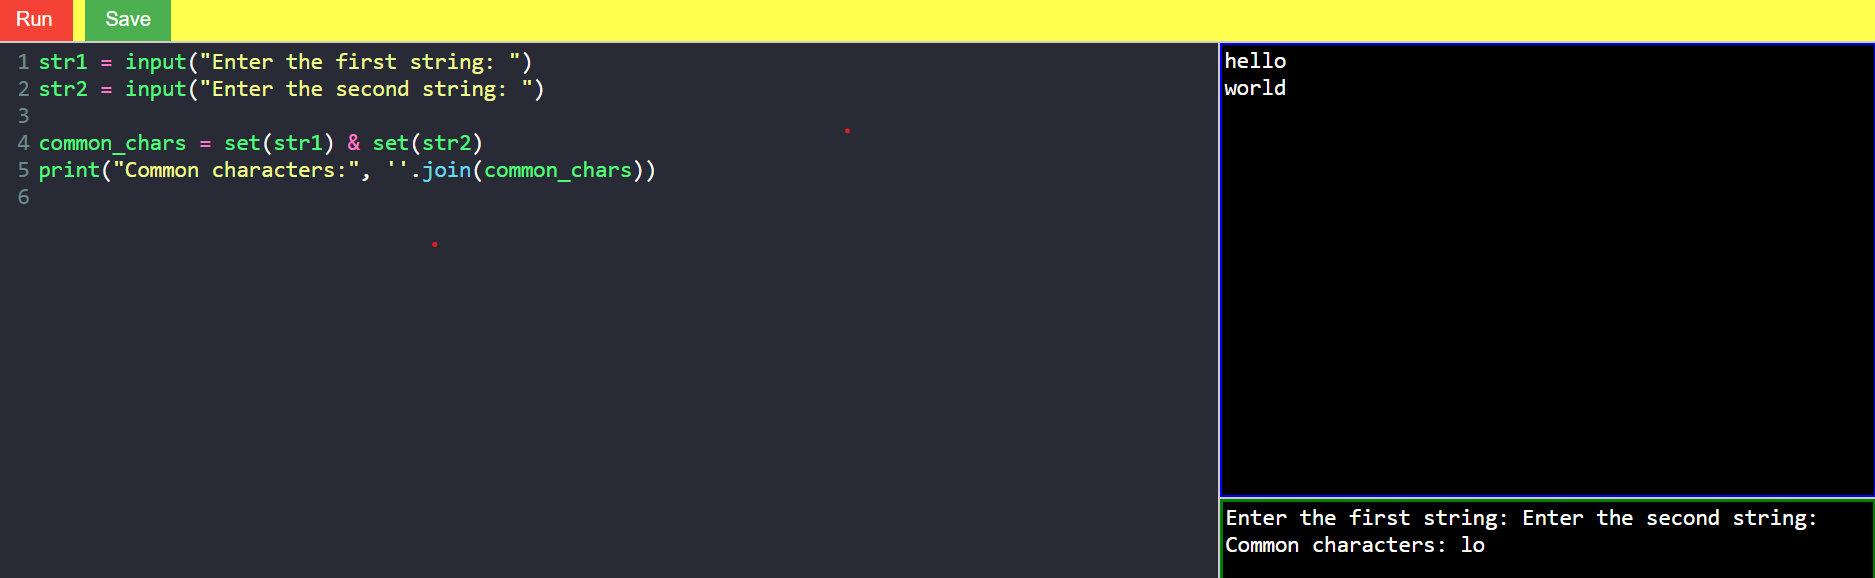 Run Save
1 str1 = input("Enter the first string: ")
2 str2 = input("Enter the second string: ")
3
4 common_chars = set(str1) & set(str2)
5 print("Common characters:", ''.join(common_chars))
6
hello
world
Enter the first string: Enter the second string:
Common characters: lo